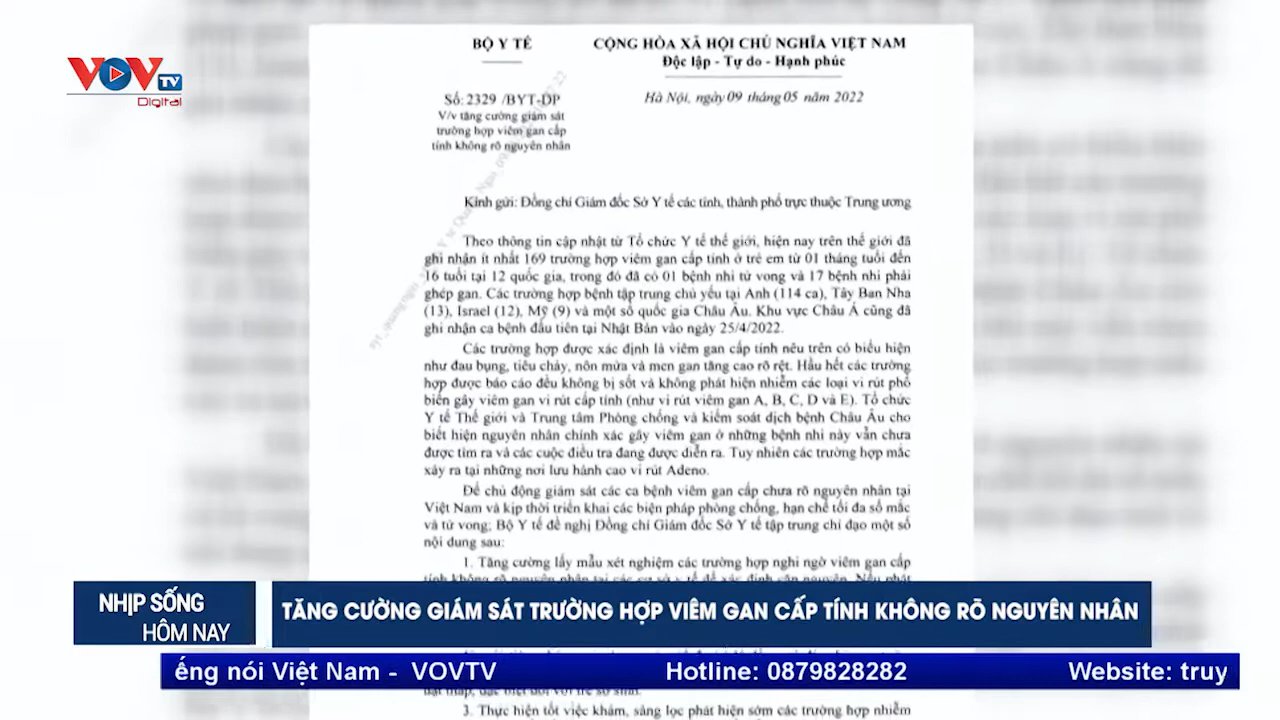 VOV TV
Digital
BỘ Y TẾ
CỘNG HÒA XÃ HỘI CHỦ NGHĨA VIỆT NAM
Độc lập - Tự do - Hạnh phúc
Số: 2329 /BYT-DP
Hà Nội, ngày 09 tháng 05 năm 2022
V/v tăng cường giám sát
trường hợp viêm gan cấp
tính không rõ nguyên nhân
Kính gửi: Đồng chí Giám đốc Sở Y tế các tỉnh, thành phố trực thuộc Trung ương
Theo thông tin cập nhật từ Tổ chức Y tế thế giới, hiện nay trên thế giới đã
ghi nhận ít nhất 169 trường hợp viêm gan cấp tính ở trẻ em từ 01 tháng tuổi đến
16 tuổi tại 12 quốc gia, trong đó đã có 01 bệnh nhi tử vong và 17 bệnh nhi phải
ghép gan. Các trường hợp bệnh tập trung chủ yếu tại Anh (114 ca), Tây Ban Nha
(13), Israel (12), Mỹ (9) và một số quốc gia Châu Âu. Khu vực Châu Á cũng đã
ghi nhận ca bệnh đầu tiên tại Nhật Bản vào ngày 25/4/2022.
Các trường hợp được xác định là viêm gan cấp tính nêu trên có biểu hiện
như đau bụng, tiêu chảy, nôn mửa và men gan tăng cao rõ rệt. Hầu hết các trường
hợp được báo cáo đều không bị sốt và không phát hiện nhiễm các loại vi rút phổ
biến gây viêm gan vi rút cấp tính (như vi rút viêm gan A, B, C, D và E). Tổ chức
Y tế Thế giới và Trung tâm Phòng chống và kiểm soát dịch bệnh Châu Âu cho
biết hiện nguyên nhân chính xác gây viêm gan ở những bệnh nhi này vẫn chưa
được tìm ra và các cuộc điều tra đang được diễn ra. Tuy nhiên các trường hợp mắc
xảy ra tại những nơi lưu hành cao vi rút Adeno.
Để chủ động giám sát các ca bệnh viêm gan cấp chưa rõ nguyên nhân tại
Việt Nam và kịp thời triển khai các biện pháp phòng chống, hạn chế tối đa số mắc
và tử vong; Bộ Y tế đề nghị Đồng chí Giám đốc Sở Y tế tập trung chỉ đạo một số
nội dung sau:
1. Tăng cường lấy mẫu xét nghiệm các trường hợp nghi ngờ viêm gan cấp
NHỊP SỐNG
HÔM NAY
TĂNG CƯỜNG GIÁM SÁT TRƯỜNG HỢP VIÊM GAN CẤP TÍNH KHÔNG RÕ NGUYÊN NHÂN
ếng nói Việt Nam - VOVTV Hotline: 0879828282 Website: truy
3. Thực hiện tốt việc khám, sàng lọc phát hiện sớm các trường hợp nhiễm